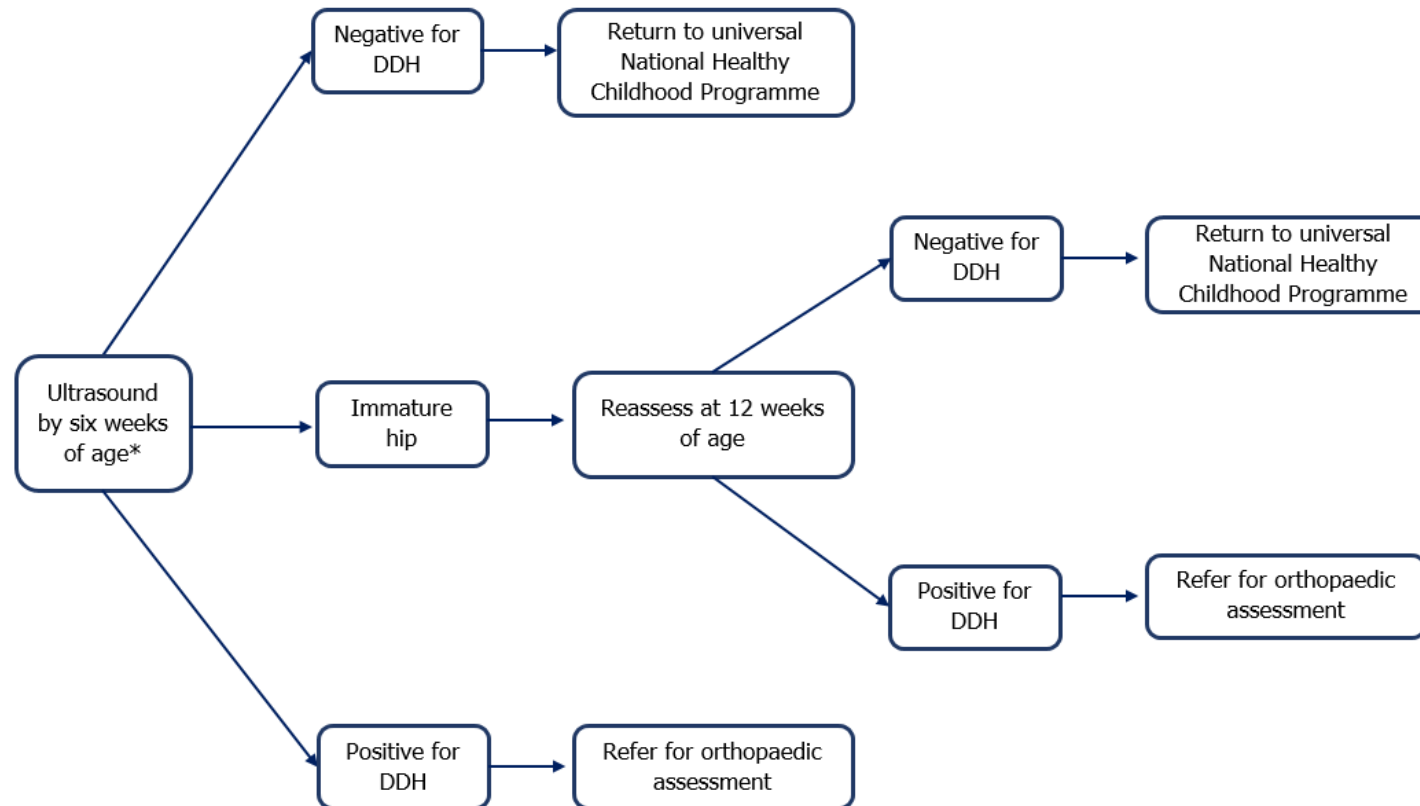 Negative for
DDH
Return to universal
National Healthy
Childhood Programme
Negative for
DDH
Return to universal
National Healthy
Childhood Programme
Ultrasound
by six weeks
of age*
Immature
hip
Reassess at 12 weeks
of age
Positive for
DDH
Refer for orthopaedic
assessment
Positive for
DDH
Refer for orthopaedic
assessment